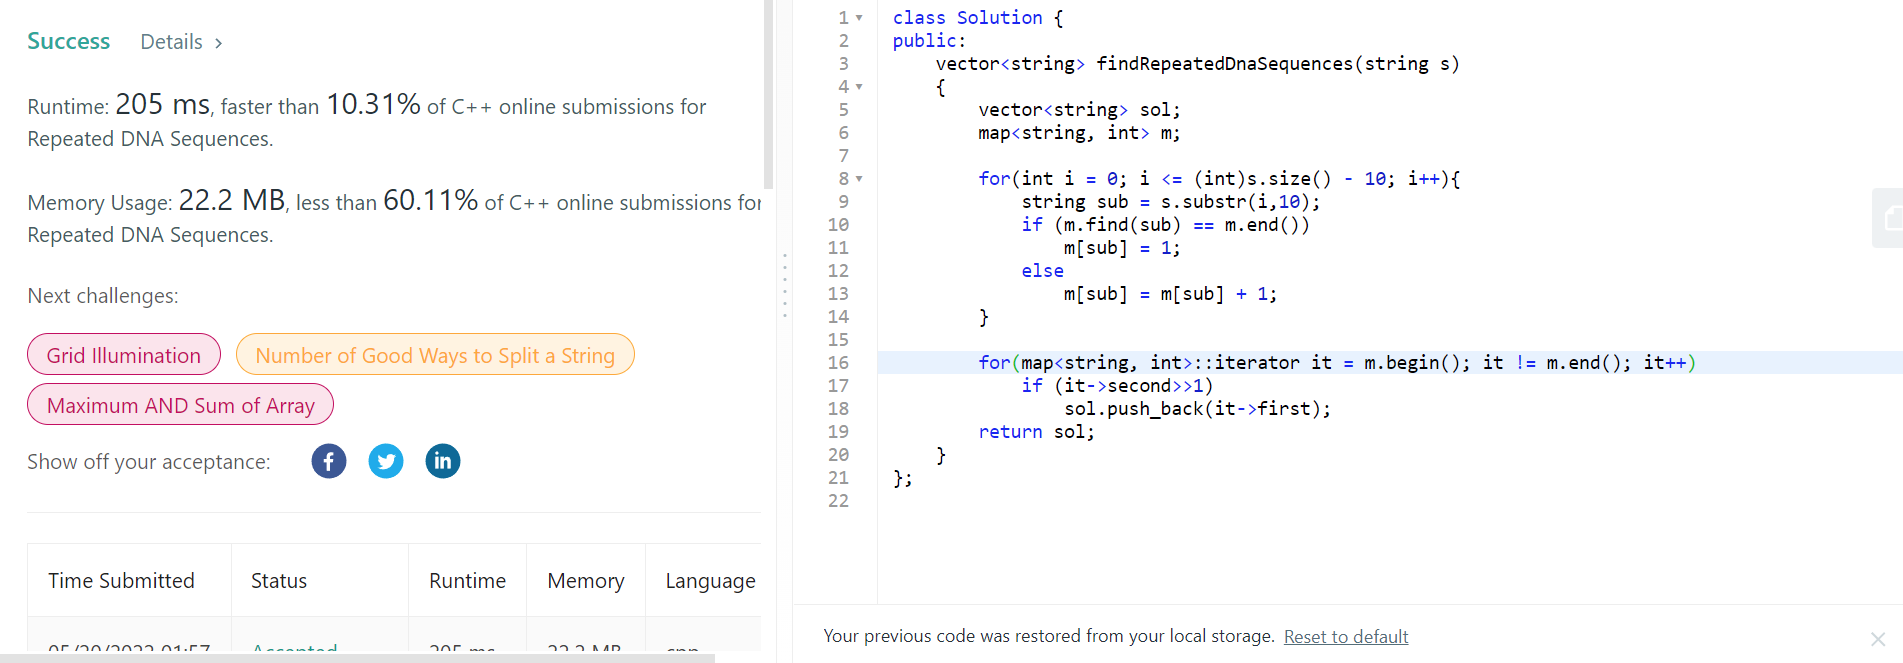 Success Details >
Runtime: 205 ms, faster than 10.31% of C++ online submissions for
Repeated DNA Sequences.
Memory Usage: 22.2 MB, less than 60.11% of C++ online submissions for
Repeated DNA Sequences.
Next challenges:
Grid Illumination Number of Good Ways to Split a String
Maximum AND Sum of Array
Show off your acceptance:
Time Submitted Status Runtime Memory Language
Accepted 205 ms 22.2 MB cpp
1 class Solution {
2 public:
3 vector<string> findRepeatedDnaSequences(string s)
4 {
5 vector<string> sol;
6 map<string, int> m;
7
8 for(int i = 0; i <= (int)s.size() - 10; i++){
9 string sub = s.substr(i,10);
10 if (m.find(sub) == m.end())
11 m[sub] = 1;
12 else
13 m[sub] = m[sub] + 1;
14 }
15
16 for(map<string, int>::iterator it = m.begin(); it != m.end(); it++)
17 if (it->second>>1)
18 sol.push_back(it->first);
19 return sol;
20 }
21 };
22
Your previous code was restored from your local storage. Reset to default